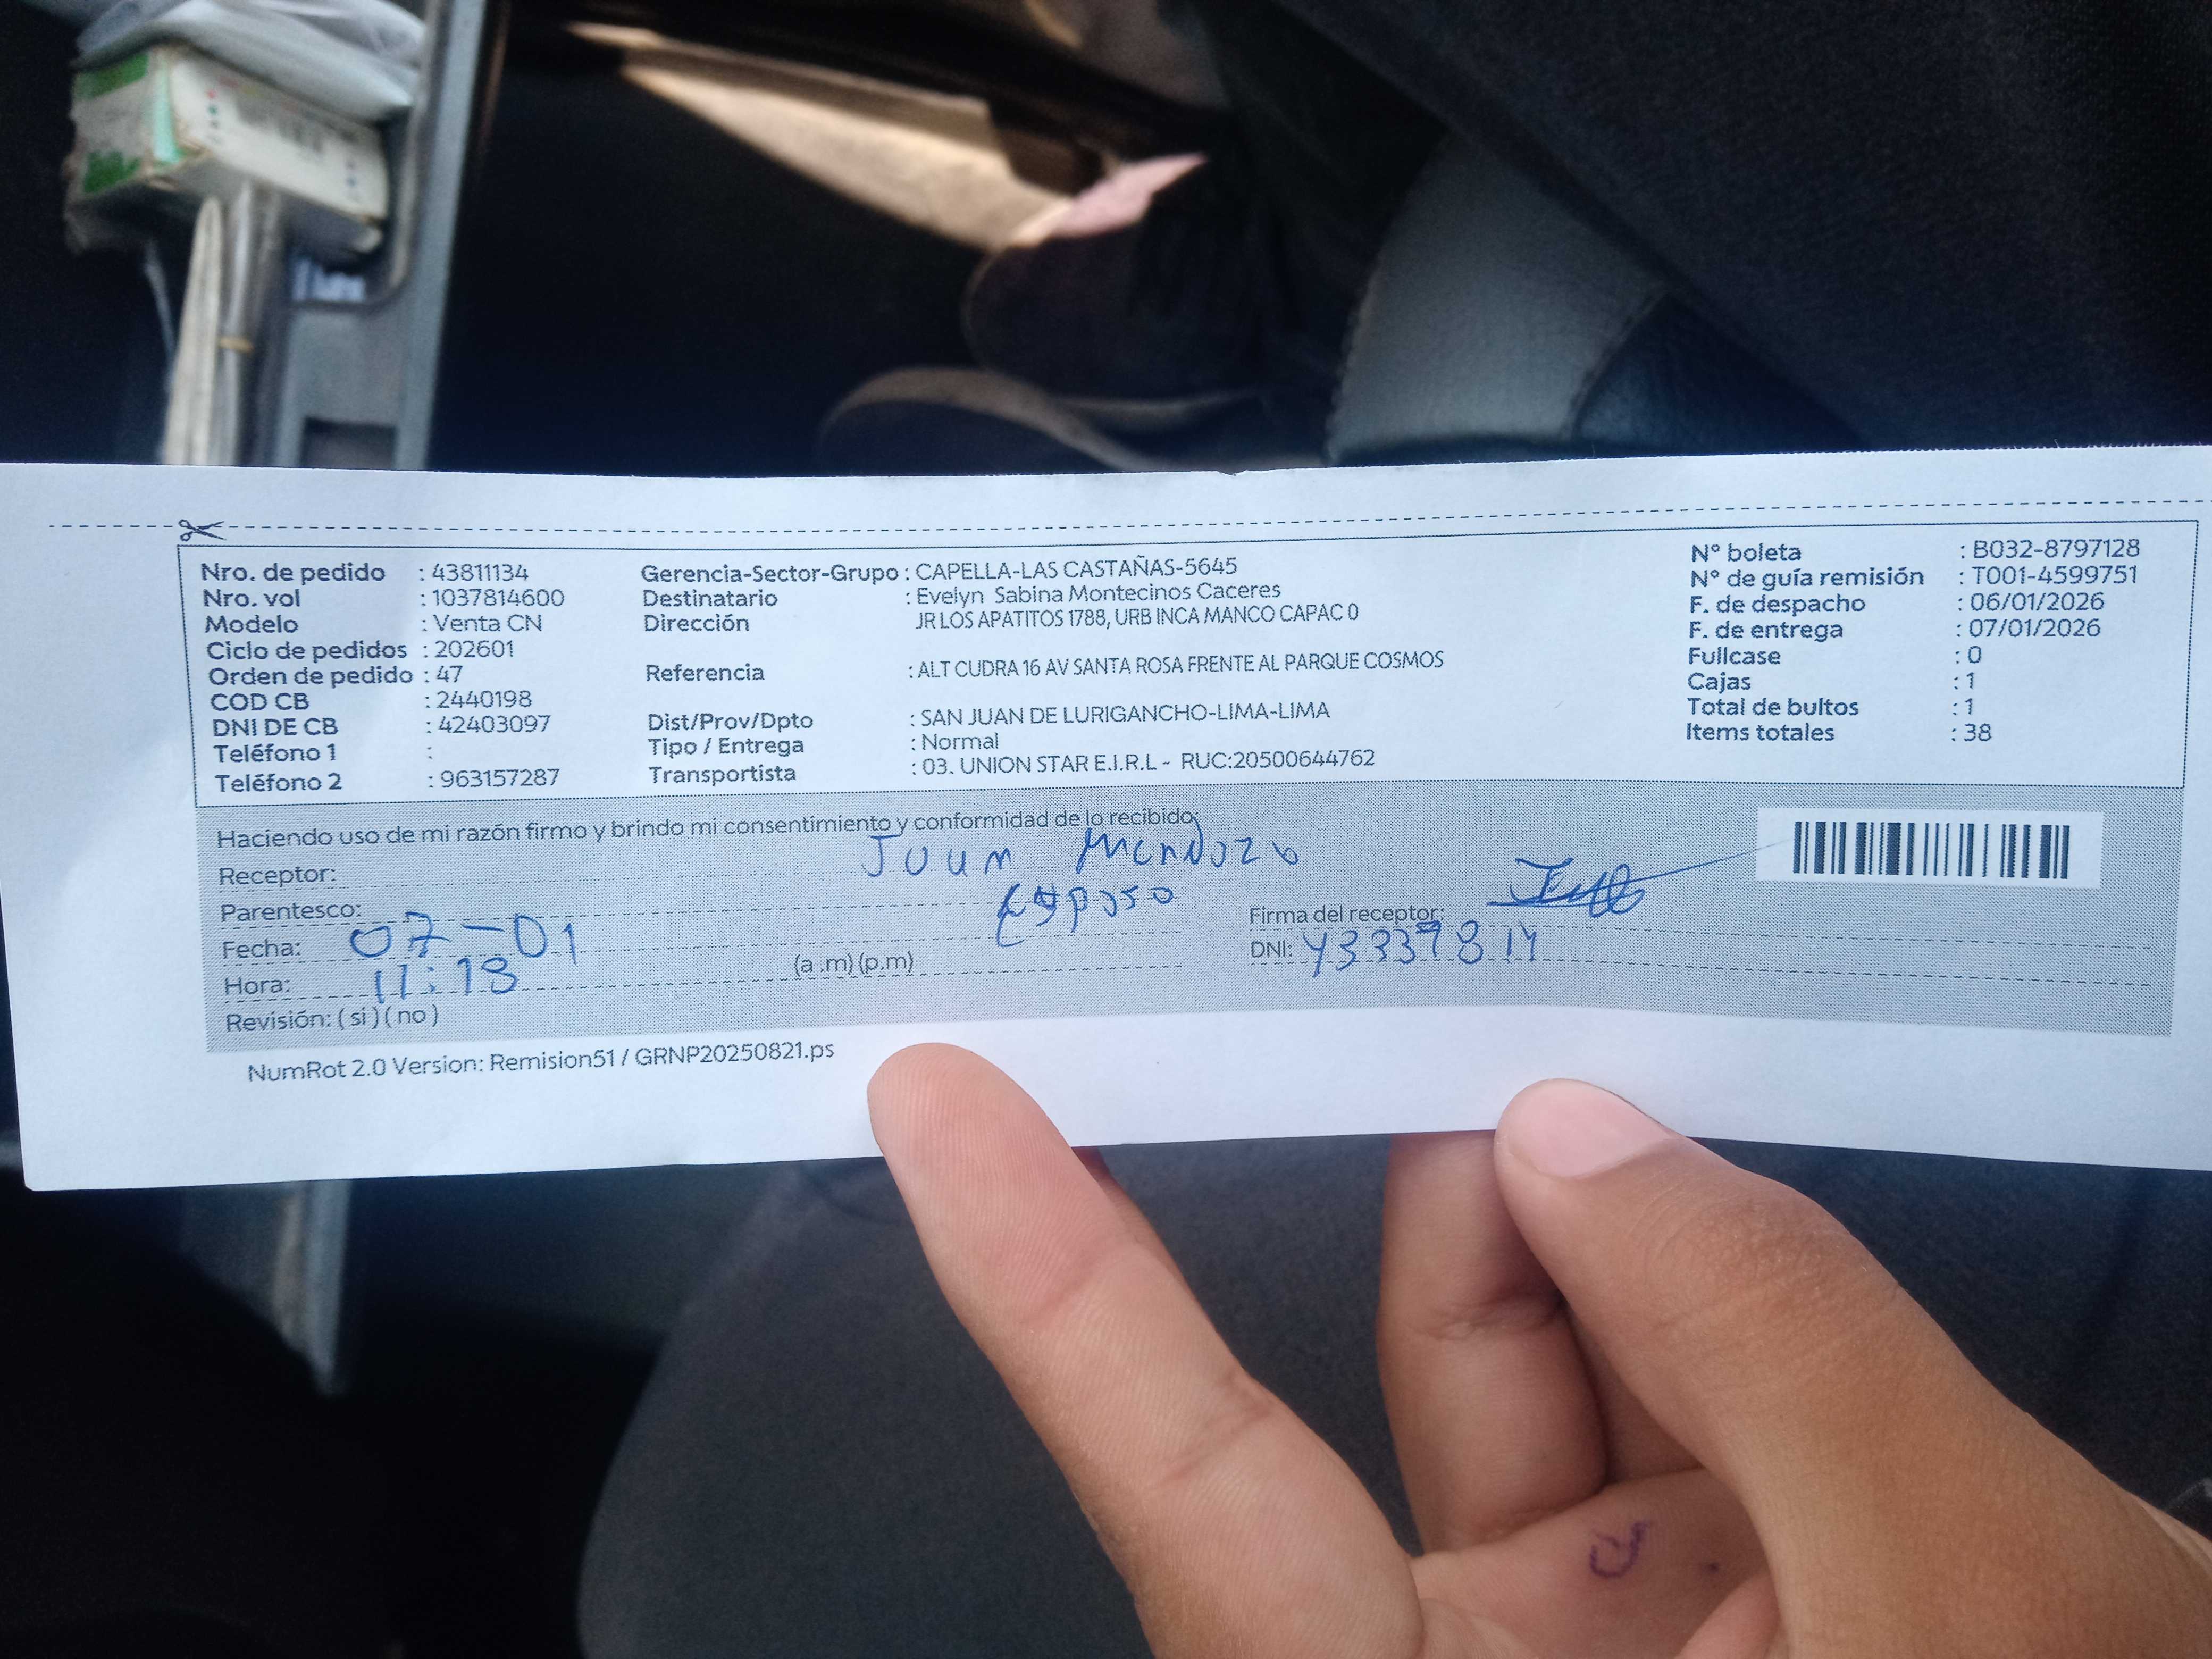 Nro. de pedido : 43811134
Nro. vol : 1037814600
Modelo : Venta CN
Ciclo de pedidos : 202601
Orden de pedido : 47
COD CB : 2440198
DNI DE CB : 42403097
Teléfono 1 :
Teléfono 2 : 963157287
Gerencia-Sector-Grupo : CAPELLA-LAS CASTAÑAS-5645
Destinatario : Evelyn Sabina Montecinos Caceres
Dirección JR LOS APATITOS 1788, URB INCA MANCO CAPAC 0
Referencia : ALT CUDRA 16 AV SANTA ROSA FRENTE AL PARQUE COSMOS
Dist/Prov/Dpto : SAN JUAN DE LURIGANCHO-LIMA-LIMA
Tipo / Entrega : Normal
Transportista : 03. UNION STAR E.I.R.L - RUC:20500644762
N° boleta : B032-8797128
N° de guía remisión : T001-4599751
F. de despacho : 06/01/2026
F. de entrega : 07/01/2026
Fullcase : 0
Cajas : 1
Total de bultos : 1
Items totales : 38
Haciendo uso de mi razón firmo y brindo mi consentimiento y conformidad de lo recibido:
Receptor: Juan Mendoza
Parentesco: Esposo
Fecha: 07-01
Hora: 11:18 (a .m) (p.m)
Revisión: ( si ) ( no )
Firma del receptor:
DNI: 43337814
NumRot 2.0 Version: Remision51 / GRNP20250821.ps